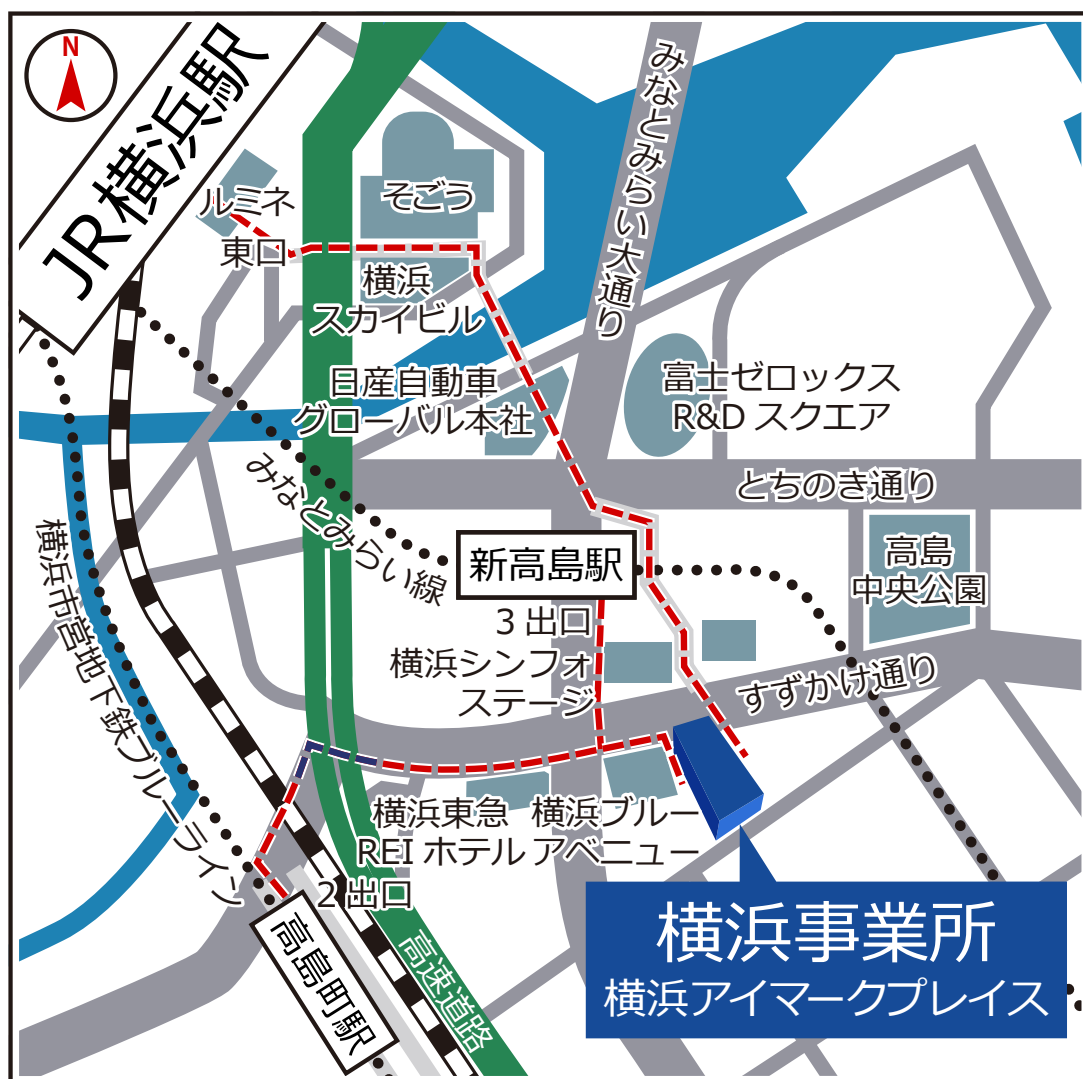 N
JR横浜駅
みなとみらい大通り
ルミネ
そごう
東口
横浜
スカイビル
日産自動車
グローバル本社
富士ゼロックス
R&Dスクエア
みなとみらい線
とちのき通り
横浜市営地下鉄ブルーライン
新高島駅
高島
中央公園
3出口
横浜シンフォ
ステージ
すずかけ通り
横浜東急
REIホテル
横浜ブルー
アベニュー
2出口
高島町駅
高速道路
横浜事業所
横浜アイマークプレイス